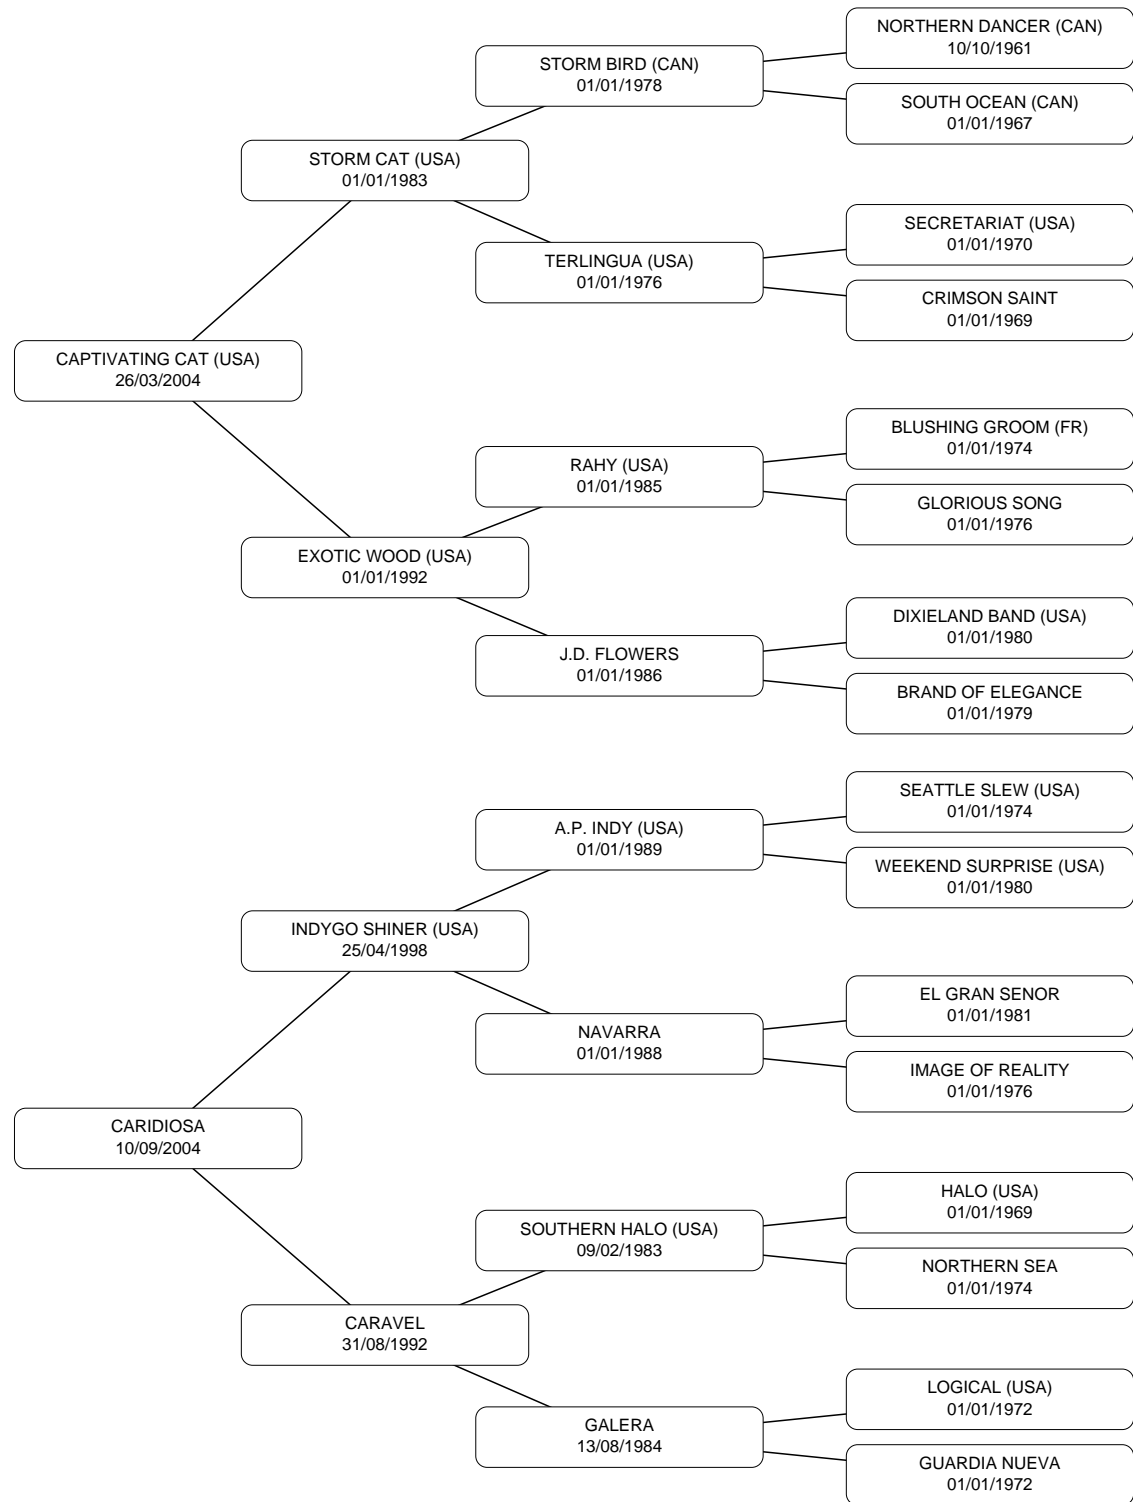 NORTHERN DANCER (CAN)
10/10/1961
STORM BIRD (CAN)
01/01/1978
SOUTH OCEAN (CAN)
01/01/1967
STORM CAT (USA)
01/01/1983
SECRETARIAT (USA)
01/01/1970
TERLINGUA (USA)
01/01/1976
CRIMSON SAINT
01/01/1969
CAPTIVATING CAT (USA)
26/03/2004
BLUSHING GROOM (FR)
01/01/1974
RAHY (USA)
01/01/1985
GLORIOUS SONG
01/01/1976
EXOTIC WOOD (USA)
01/01/1992
DIXIELAND BAND (USA)
01/01/1980
J.D. FLOWERS
01/01/1986
BRAND OF ELEGANCE
01/01/1979
SEATTLE SLEW (USA)
01/01/1974
A.P. INDY (USA)
01/01/1989
WEEKEND SURPRISE (USA)
01/01/1980
INDYGO SHINER (USA)
25/04/1998
EL GRAN SENOR
01/01/1981
NAVARRA
01/01/1988
IMAGE OF REALITY
01/01/1976
CARIDIOSA
10/09/2004
HALO (USA)
01/01/1969
SOUTHERN HALO (USA)
09/02/1983
NORTHERN SEA
01/01/1974
CARAVEL
31/08/1992
LOGICAL (USA)
01/01/1972
GALERA
13/08/1984
GUARDIA NUEVA
01/01/1972